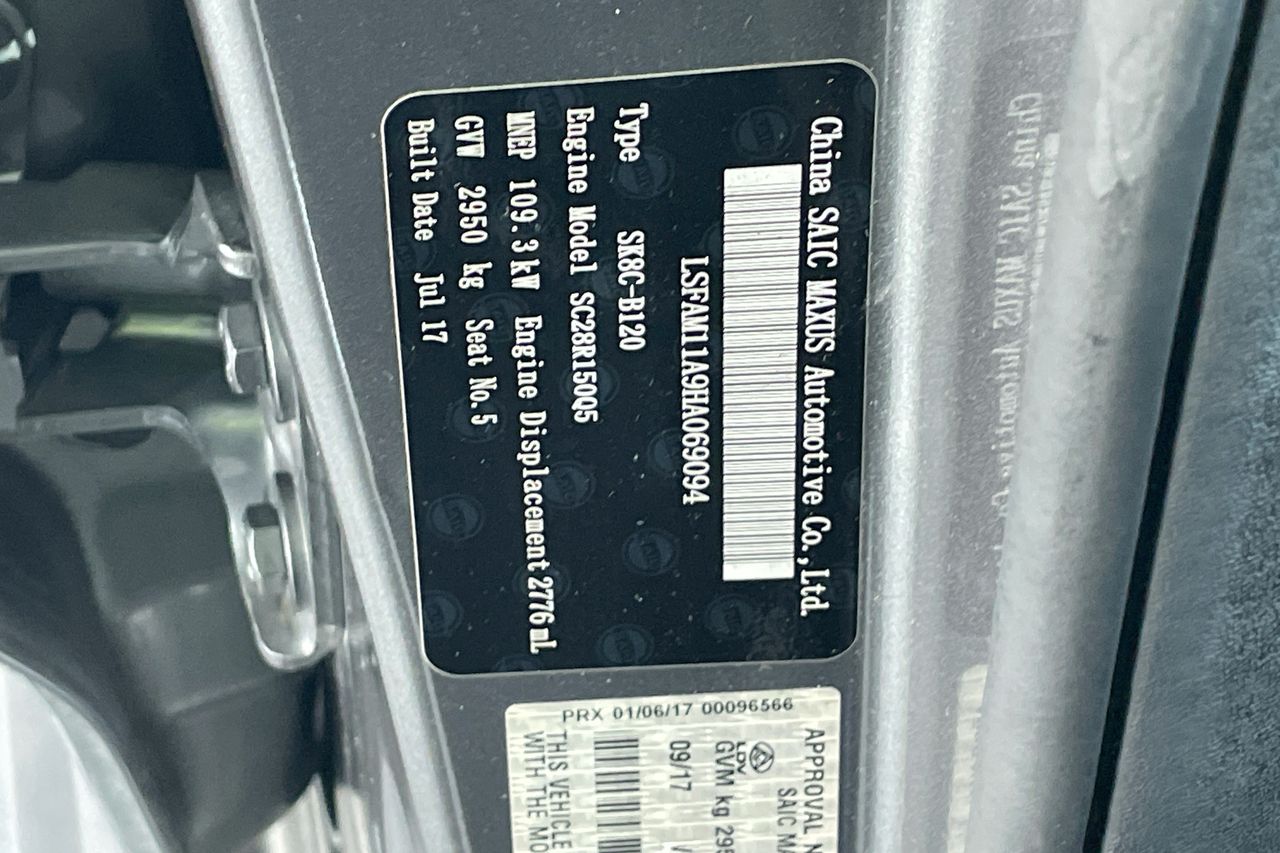 China SAIC MAXUS Automotive Co.,Ltd.
LSFAM11A9HA069094
Type SK8C-B120
Engine Model SC28R150Q5
MNEP 109.3kW Engine Displacement 2776mL
GVW 2950 kg Seat No.5
Built Date Jul 17
PRX 01/06/17 00096566
APPROVAL
SAIC
LDV
GVM kg
09/17
THIS VEHICLE
WITH THE